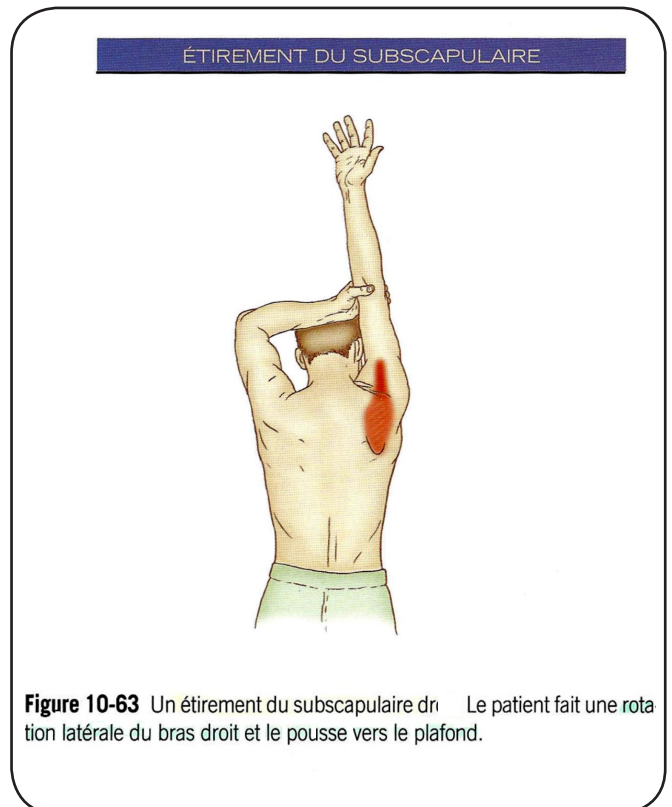 ÉTIREMENT DU SUBSCAPULAIRE
Figure 10-63 Un étirement du subscapulaire Le patient fait une rota
tion latérale du bras droit et le pousse vers le plafond.